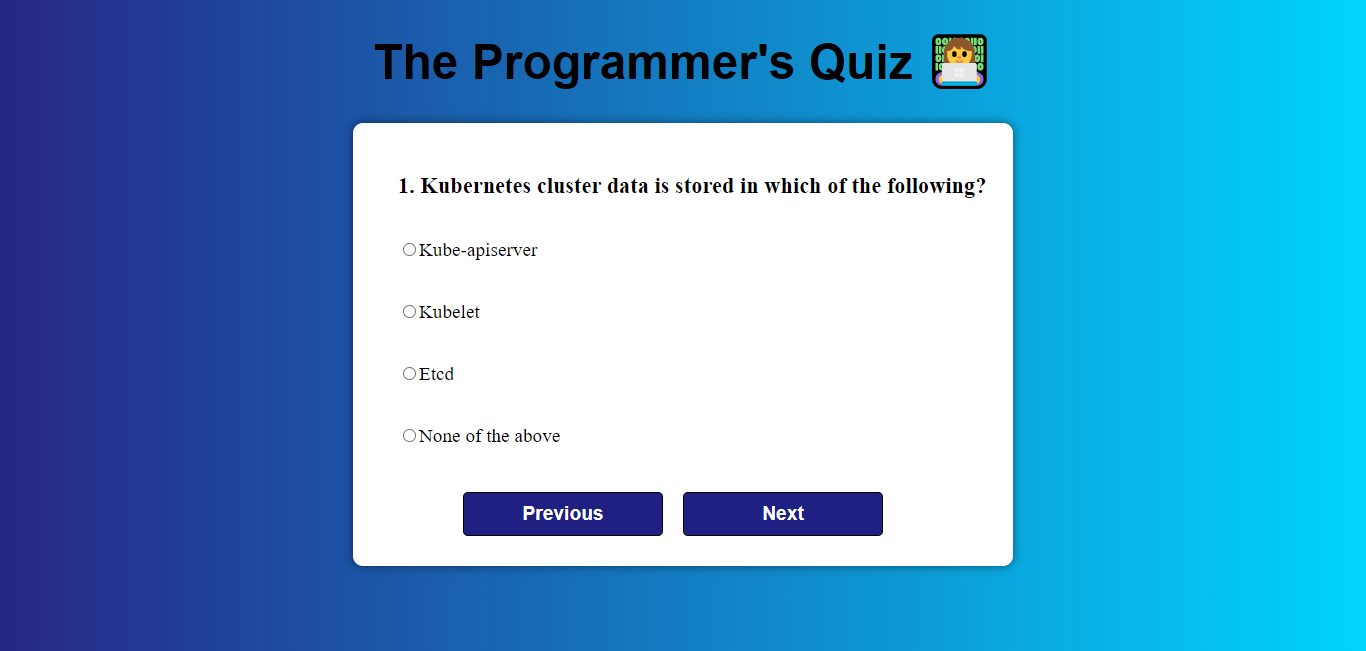 The Programmer's Quiz
1. Kubernetes cluster data is stored in which of the following?
Kube-apiserver
Kubelet
Etcd
None of the above
Previous
Next